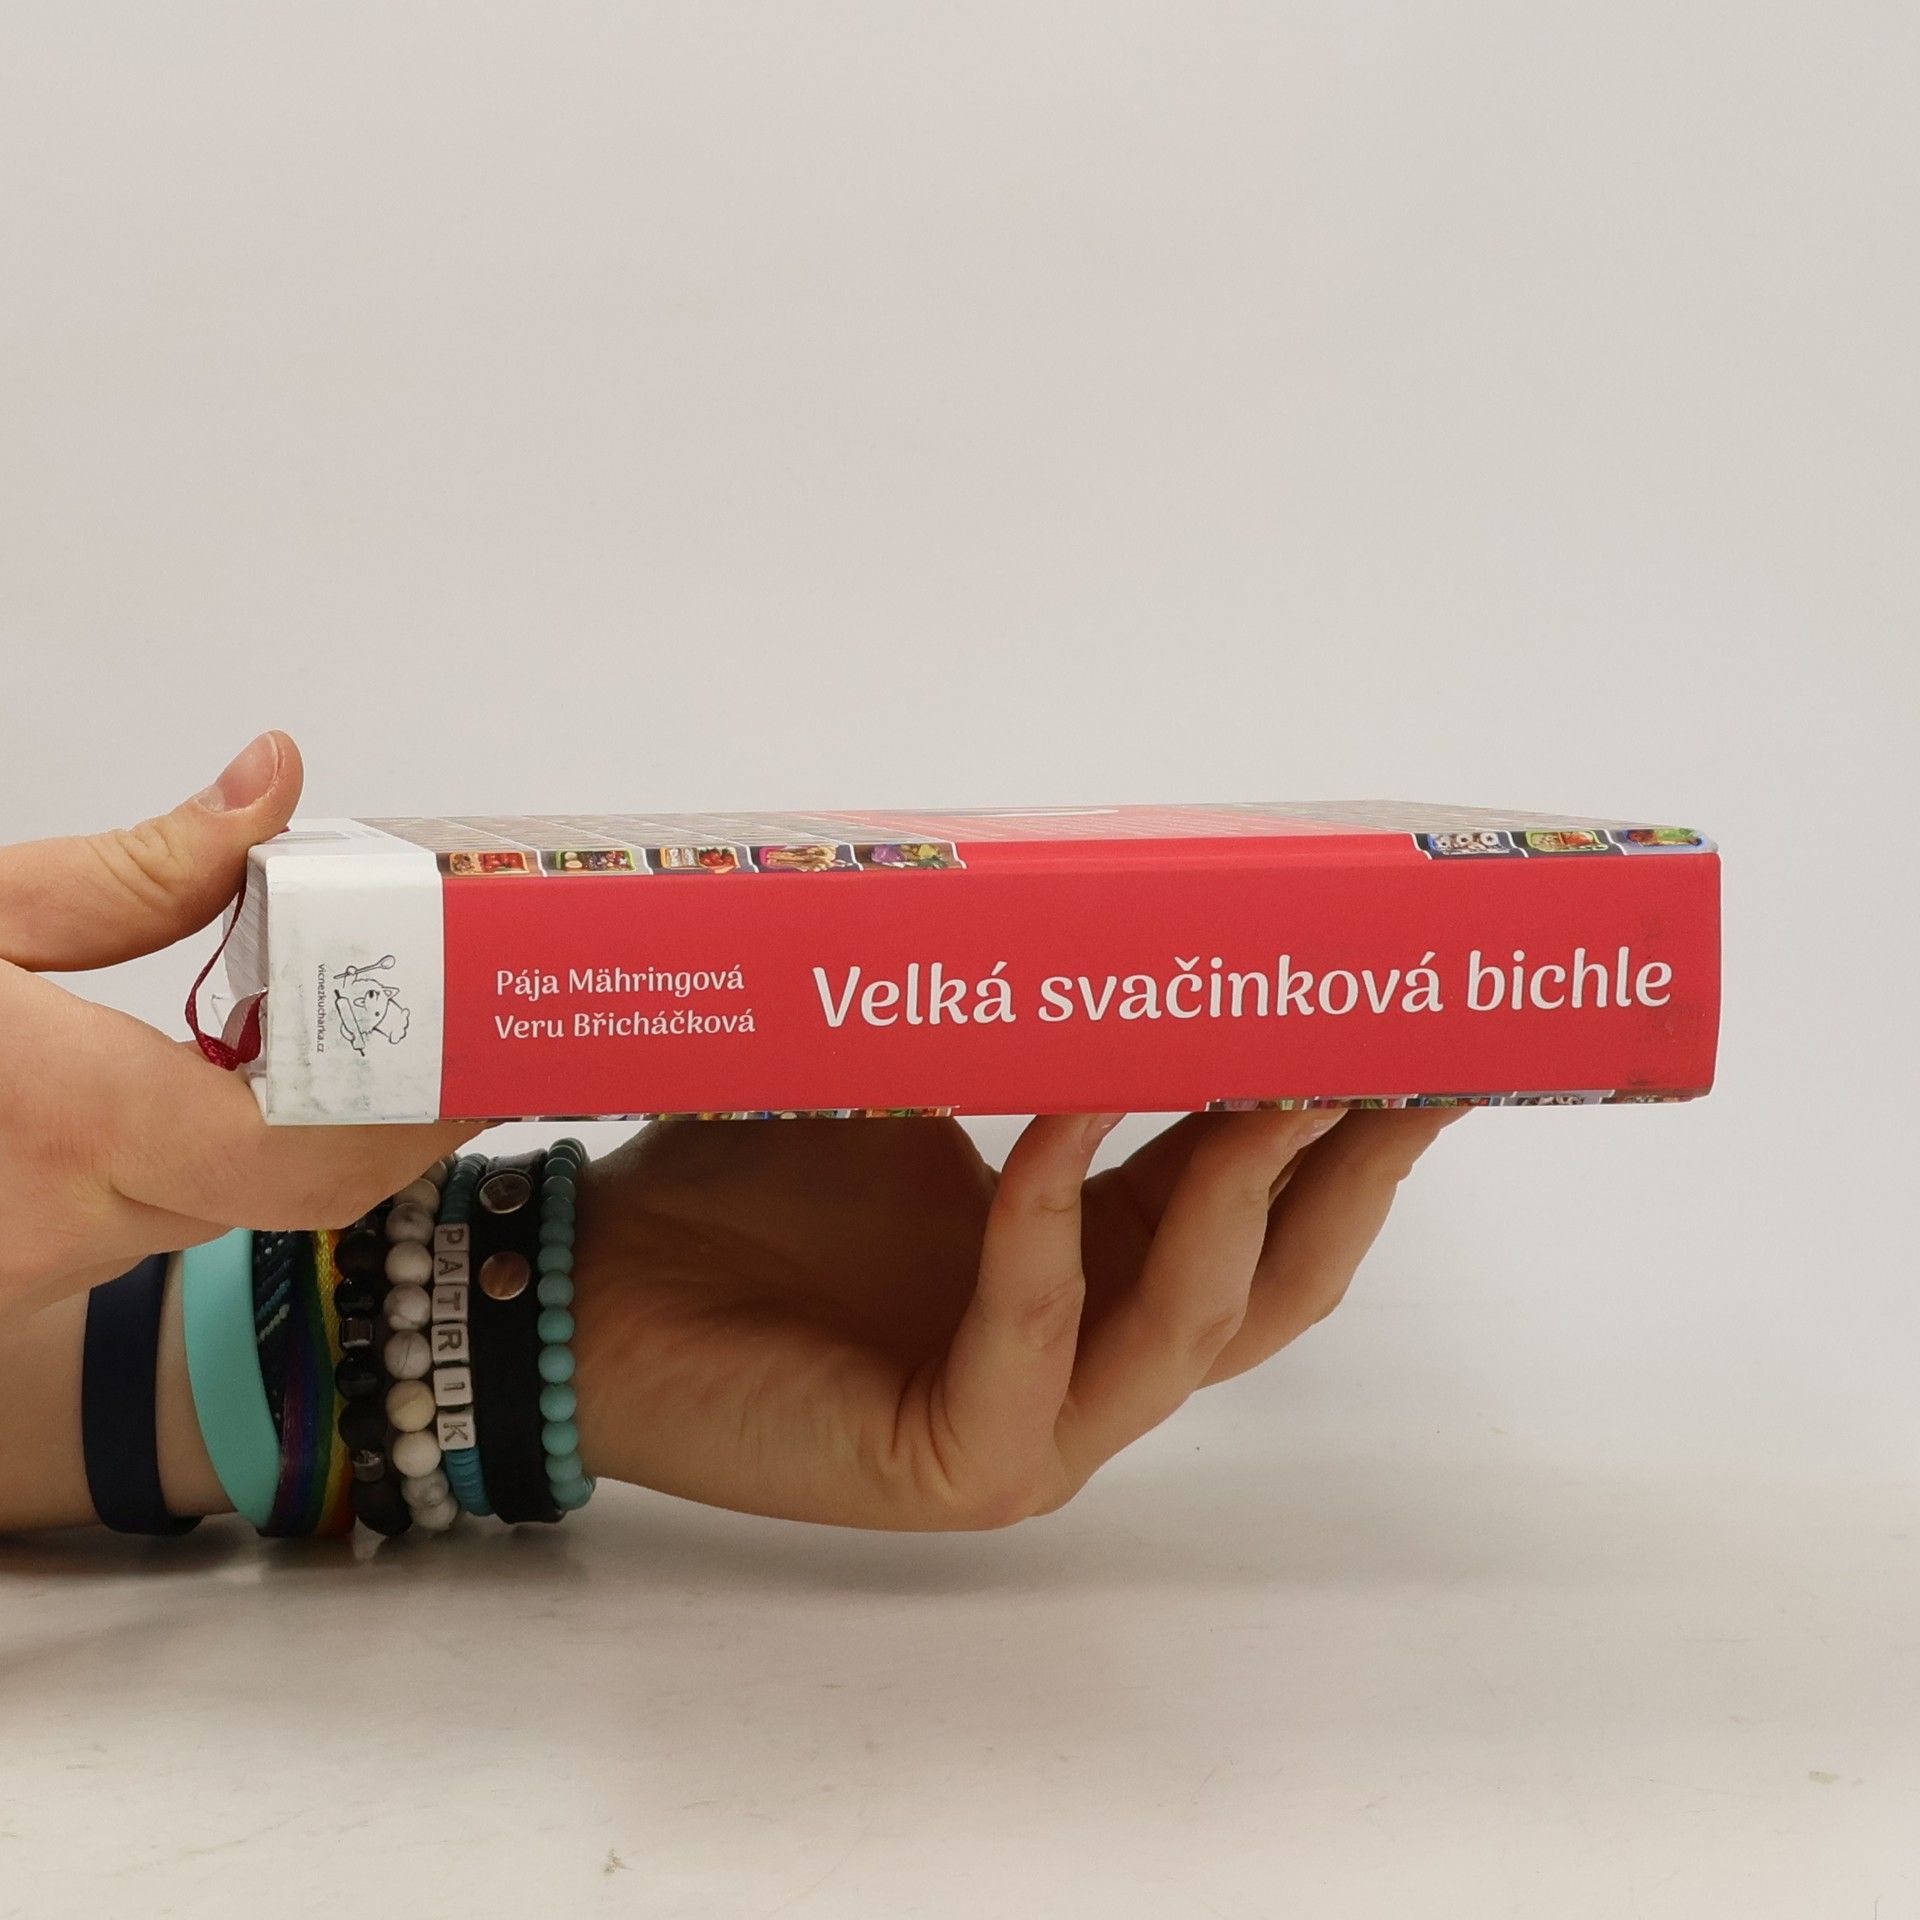 Pája Mähringová
Veru Břicháčková
Velká svačinková bichle
vicnezkucharka.cz
PATRIK